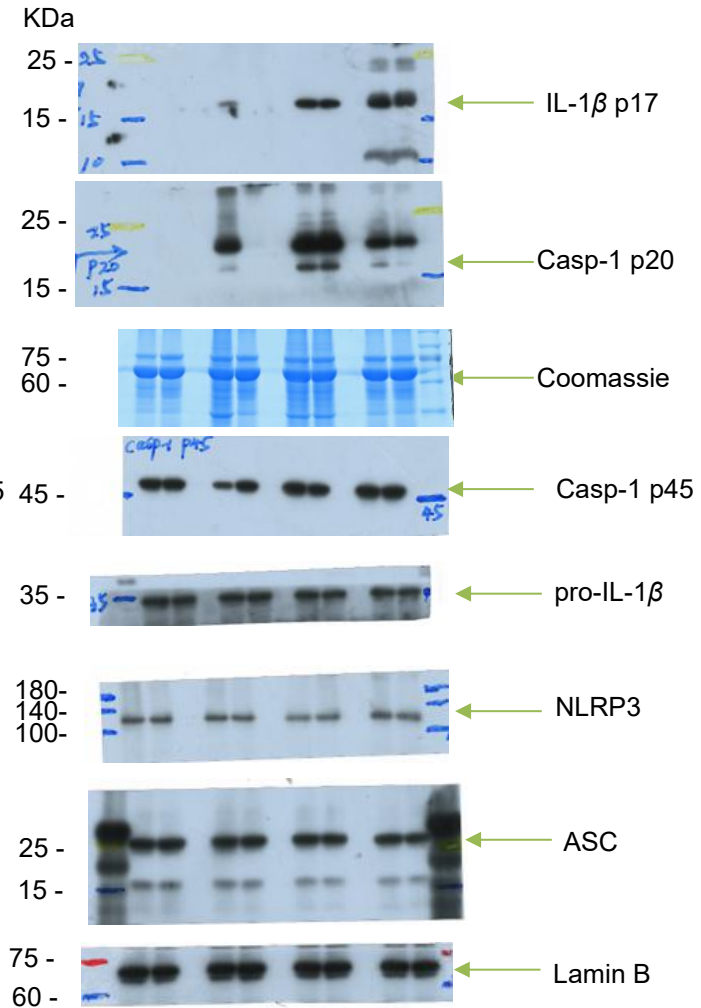 KDa
25 -
25
15 -
15
10
IL-1β p17
25 -
25
P20
15 -
15
Casp-1 p20
75 -
60 -
Coomassie
casp-1 p45
5 45 -
45
Casp-1 p45
35 -
35
pro-IL-1β
180-
140-
100-
NLRP3
25 -
15 -
ASC
75 -
60 -
Lamin B